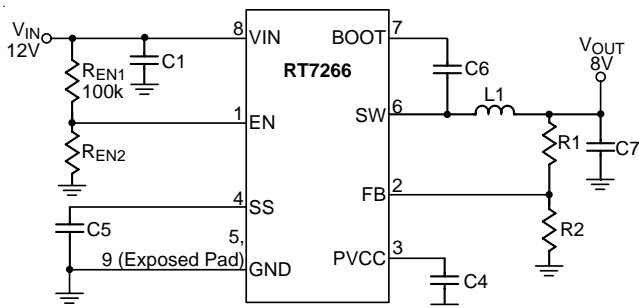 VIN
12V
REN1
100k
REN2
C1
8
VIN
1
EN
4
SS
C5
5,
9 (Exposed Pad)
GND
RT7266
BOOT
7
C6
SW
6
L1
VOUT
8V
R1
C7
FB
2
R2
PVCC
3
C4